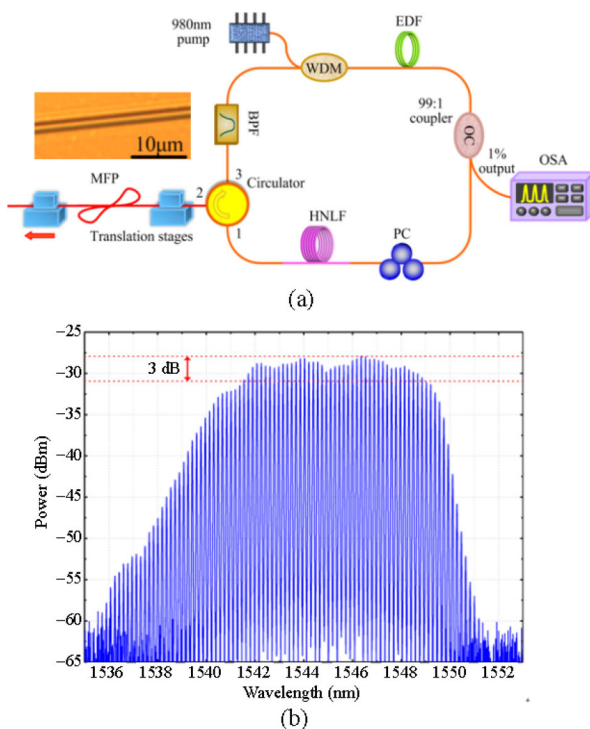 980nm
pump
WDM
EDF
BPF
99:1
coupler
OC
1%
output
OSA
10μm
MFP
2
3
Circulator
1
Translation stages
HNLF
PC
(a)
Power (dBm)
−25
−30
−35
−40
−45
−50
−55
−60
−65
3 dB
1536 1538 1540 1542 1544 1546 1548 1550 1552
Wavelength (nm)
(b)